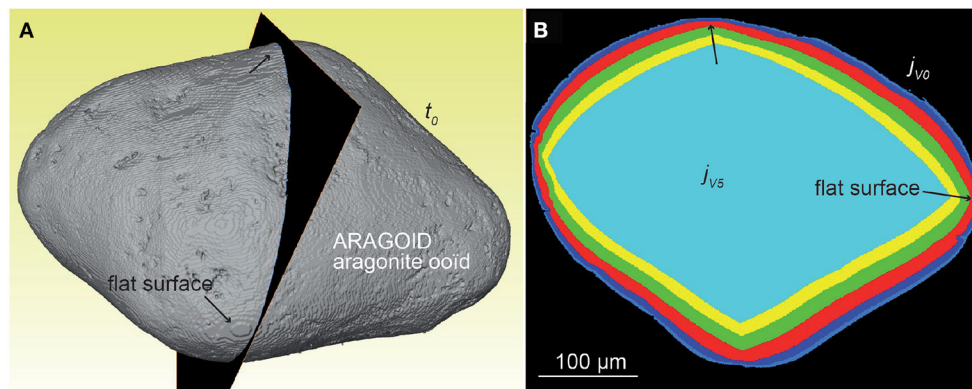 A
t0
ARAGOID
aragonite ooïd
flat surface
B
jV0
jV5
flat surface
100 µm